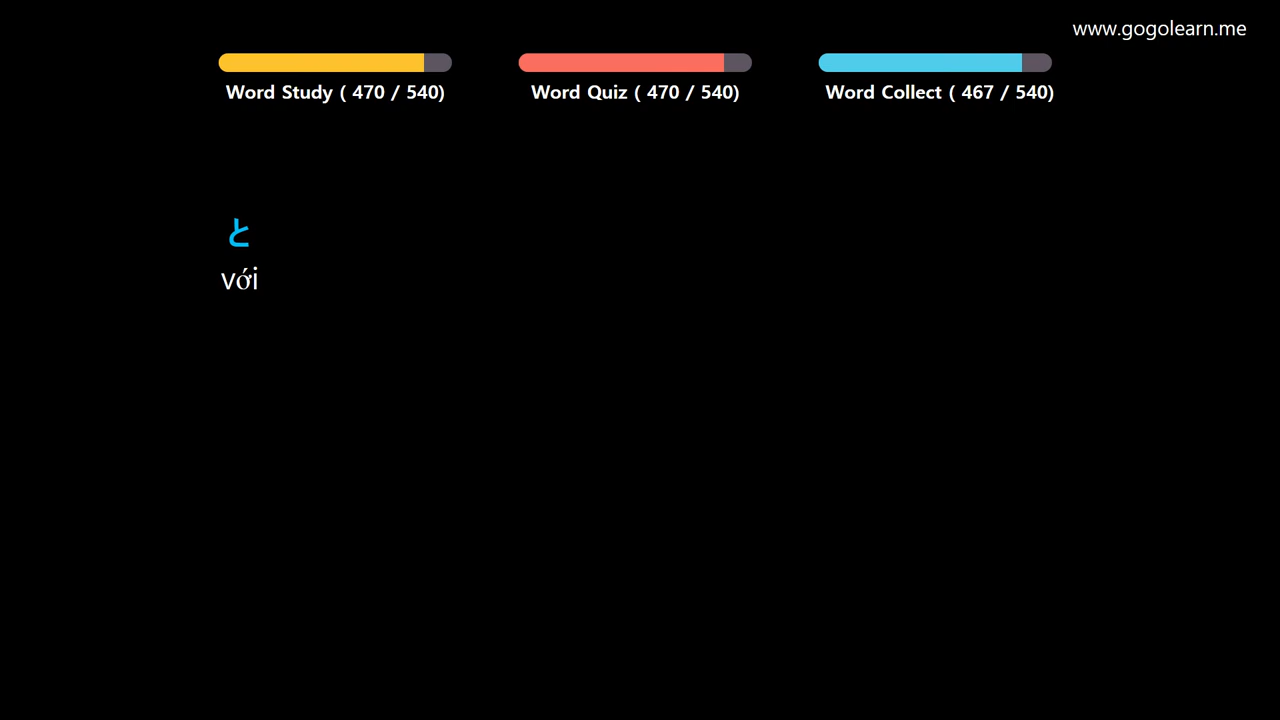 www.gogolearn.me
Word Study ( 470 / 540)
Word Quiz ( 470 / 540)
Word Collect ( 467 / 540)
と
với